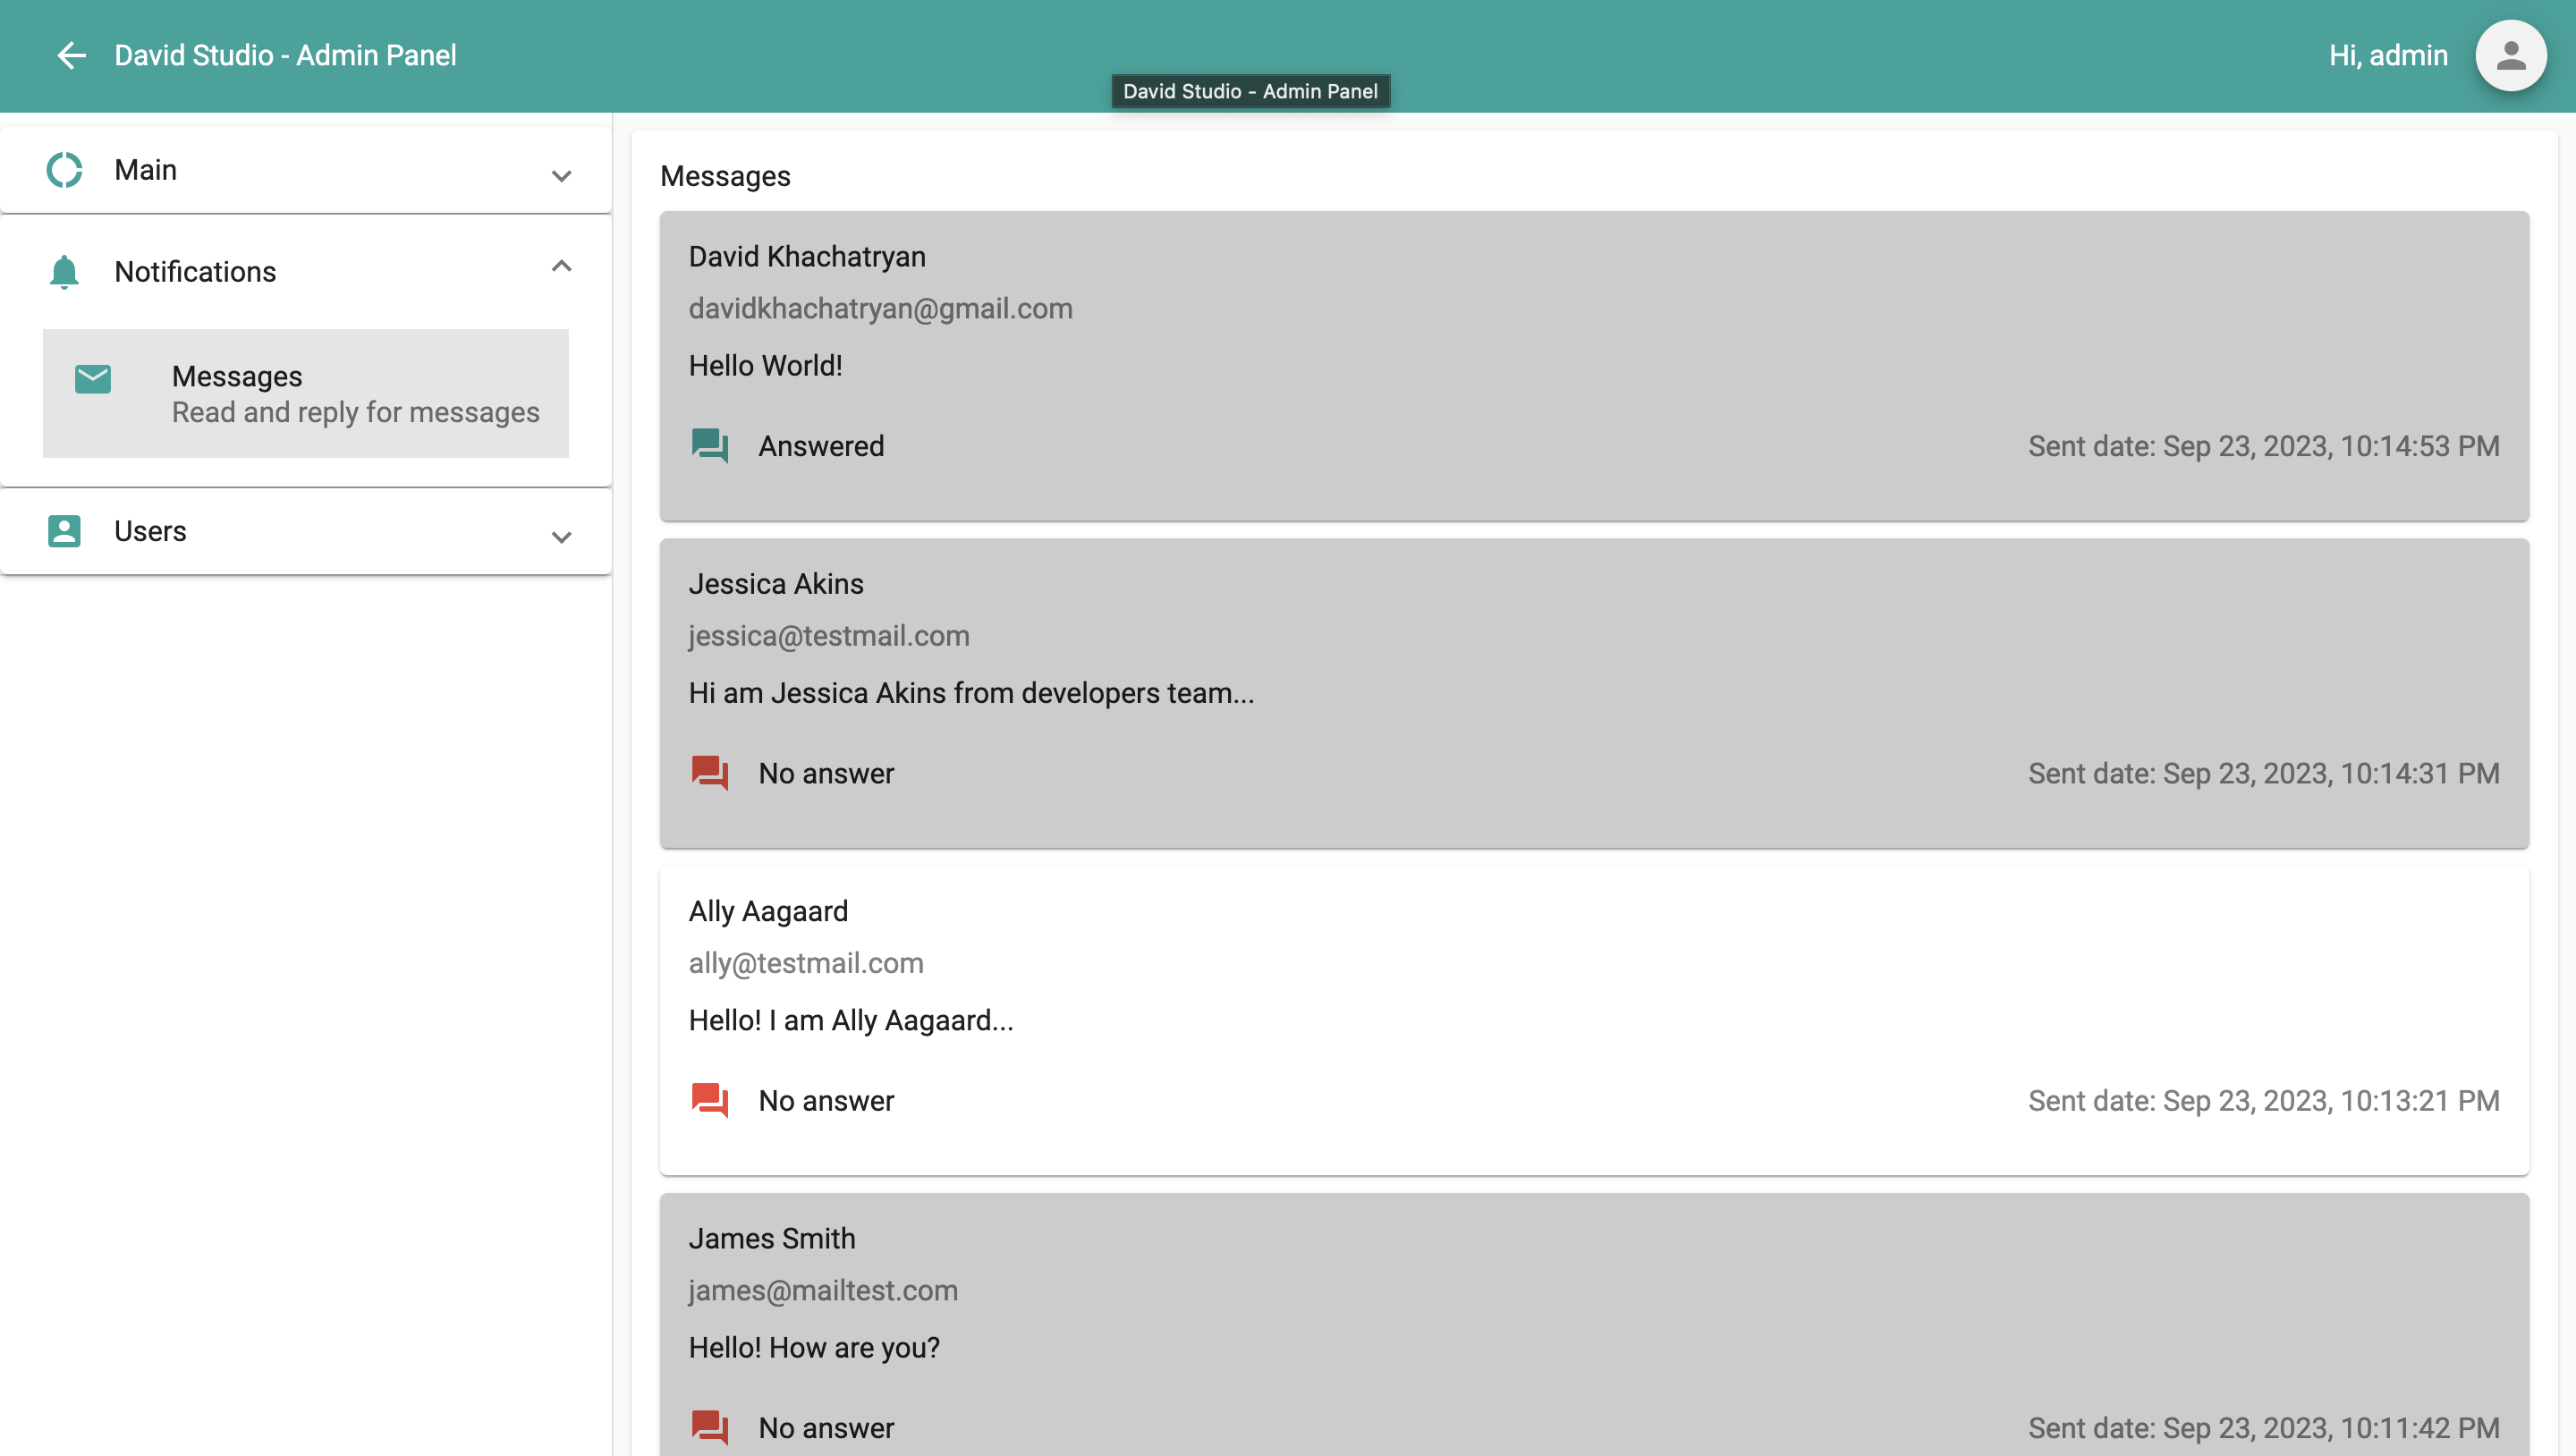 David Studio - Admin Panel
Hi, admin
David Studio - Admin Panel
Main
Notifications
Messages
Read and reply for messages
Users
Messages
David Khachatryan
davidkhachatryan@gmail.com
Hello World!
Answered
Sent date: Sep 23, 2023, 10:14:53 PM
Jessica Akins
jessica@testmail.com
Hi am Jessica Akins from developers team...
No answer
Sent date: Sep 23, 2023, 10:14:31 PM
Ally Aagaard
ally@testmail.com
Hello! I am Ally Aagaard...
No answer
Sent date: Sep 23, 2023, 10:13:21 PM
James Smith
james@mailtest.com
Hello! How are you?
No answer
Sent date: Sep 23, 2023, 10:11:42 PM